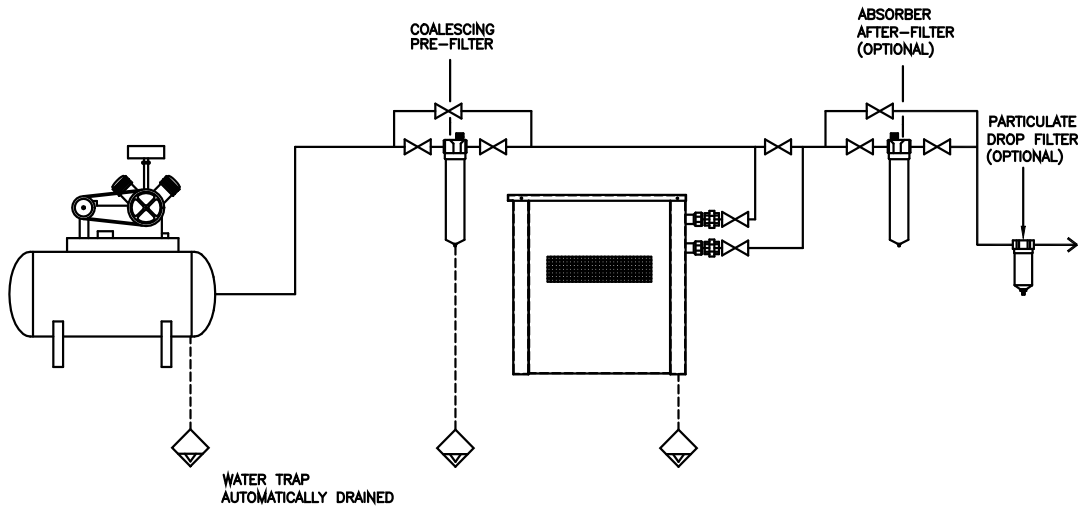 COALESCING
PRE-FILTER
ABSORBER
AFTER-FILTER
(OPTIONAL)
PARTICULATE
DROP FILTER
(OPTIONAL)
WATER TRAP
AUTOMATICALLY DRAINED